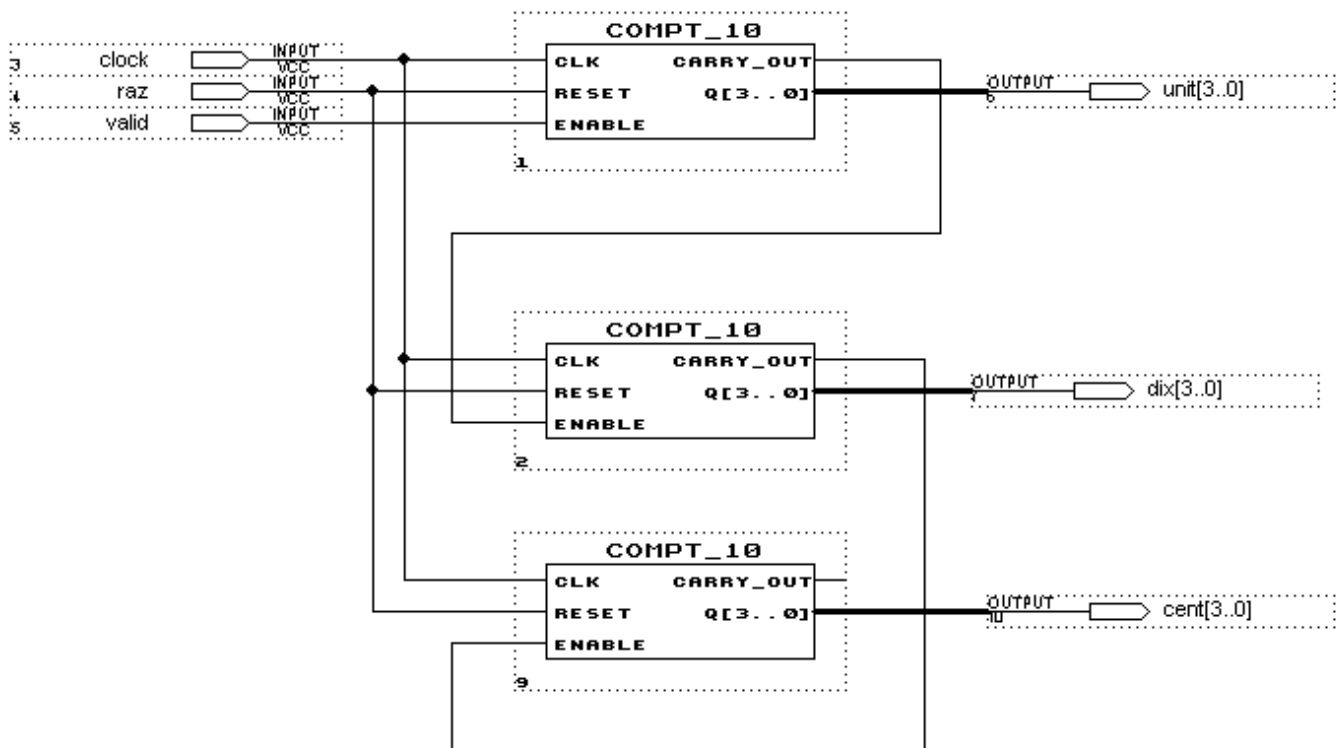 COMPT_10
3 clock INPUT VCC CLK CARRY_OUT
4 raz INPUT VCC RESET Q[3..0] OUTPUT 6 unit[3..0]
5 valid INPUT VCC ENABLE
1
COMPT_10
CLK CARRY_OUT
RESET Q[3..0] OUTPUT 7 dix[3..0]
ENABLE
2
COMPT_10
CLK CARRY_OUT
RESET Q[3..0] OUTPUT 10 cent[3..0]
ENABLE
9